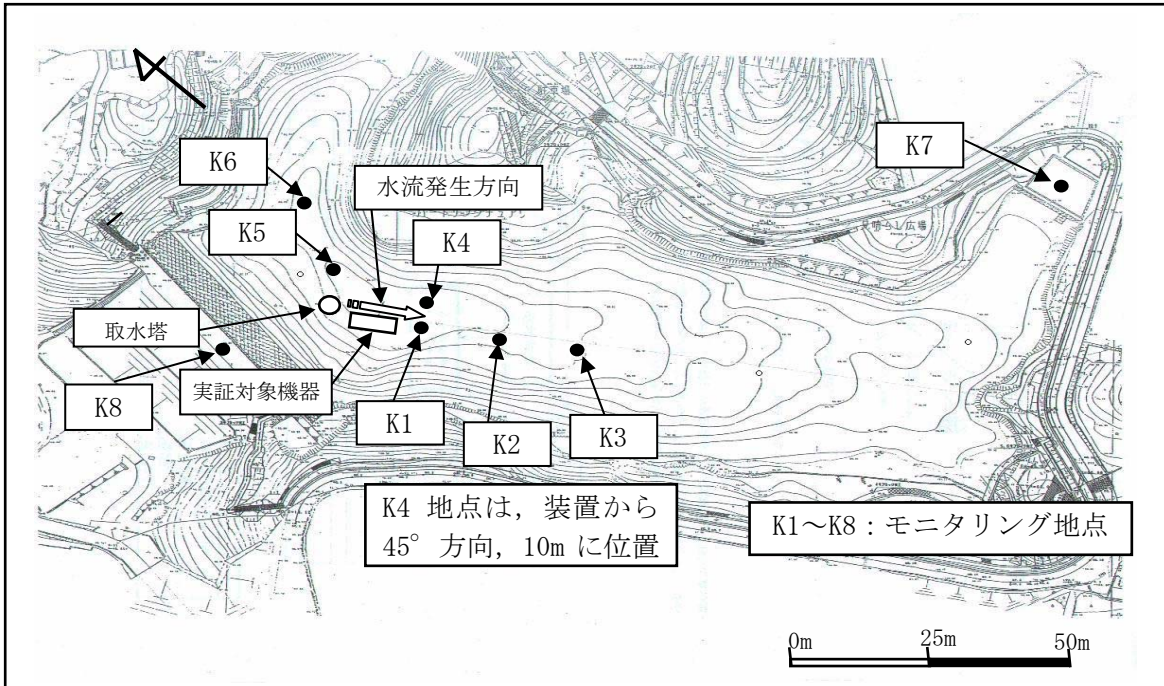 K7
K6
水流発生方向
K5
K4
取水塔
実証対象機器
K8
K1
K2
K3
K4 地点は，装置から
45° 方向，10m に位置
K1～K8：モニタリング地点
0m
25m
50m